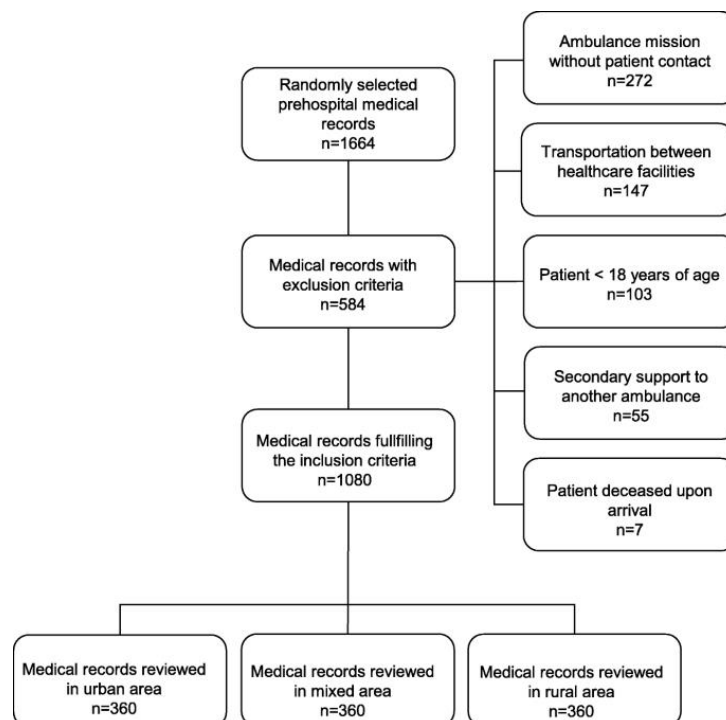 Randomly selected
prehospital medical
records
n=1664
Ambulance mission
without patient contact
n=272
Transportation between
healthcare facilities
n=147
Medical records with
exclusion criteria
n=584
Patient < 18 years of age
n=103
Secondary support to
another ambulance
n=55
Medical records fullfilling
the inclusion criteria
n=1080
Patient deceased upon
arrival
n=7
Medical records reviewed
in urban area
n=360
Medical records reviewed
in mixed area
n=360
Medical records reviewed
in rural area
n=360